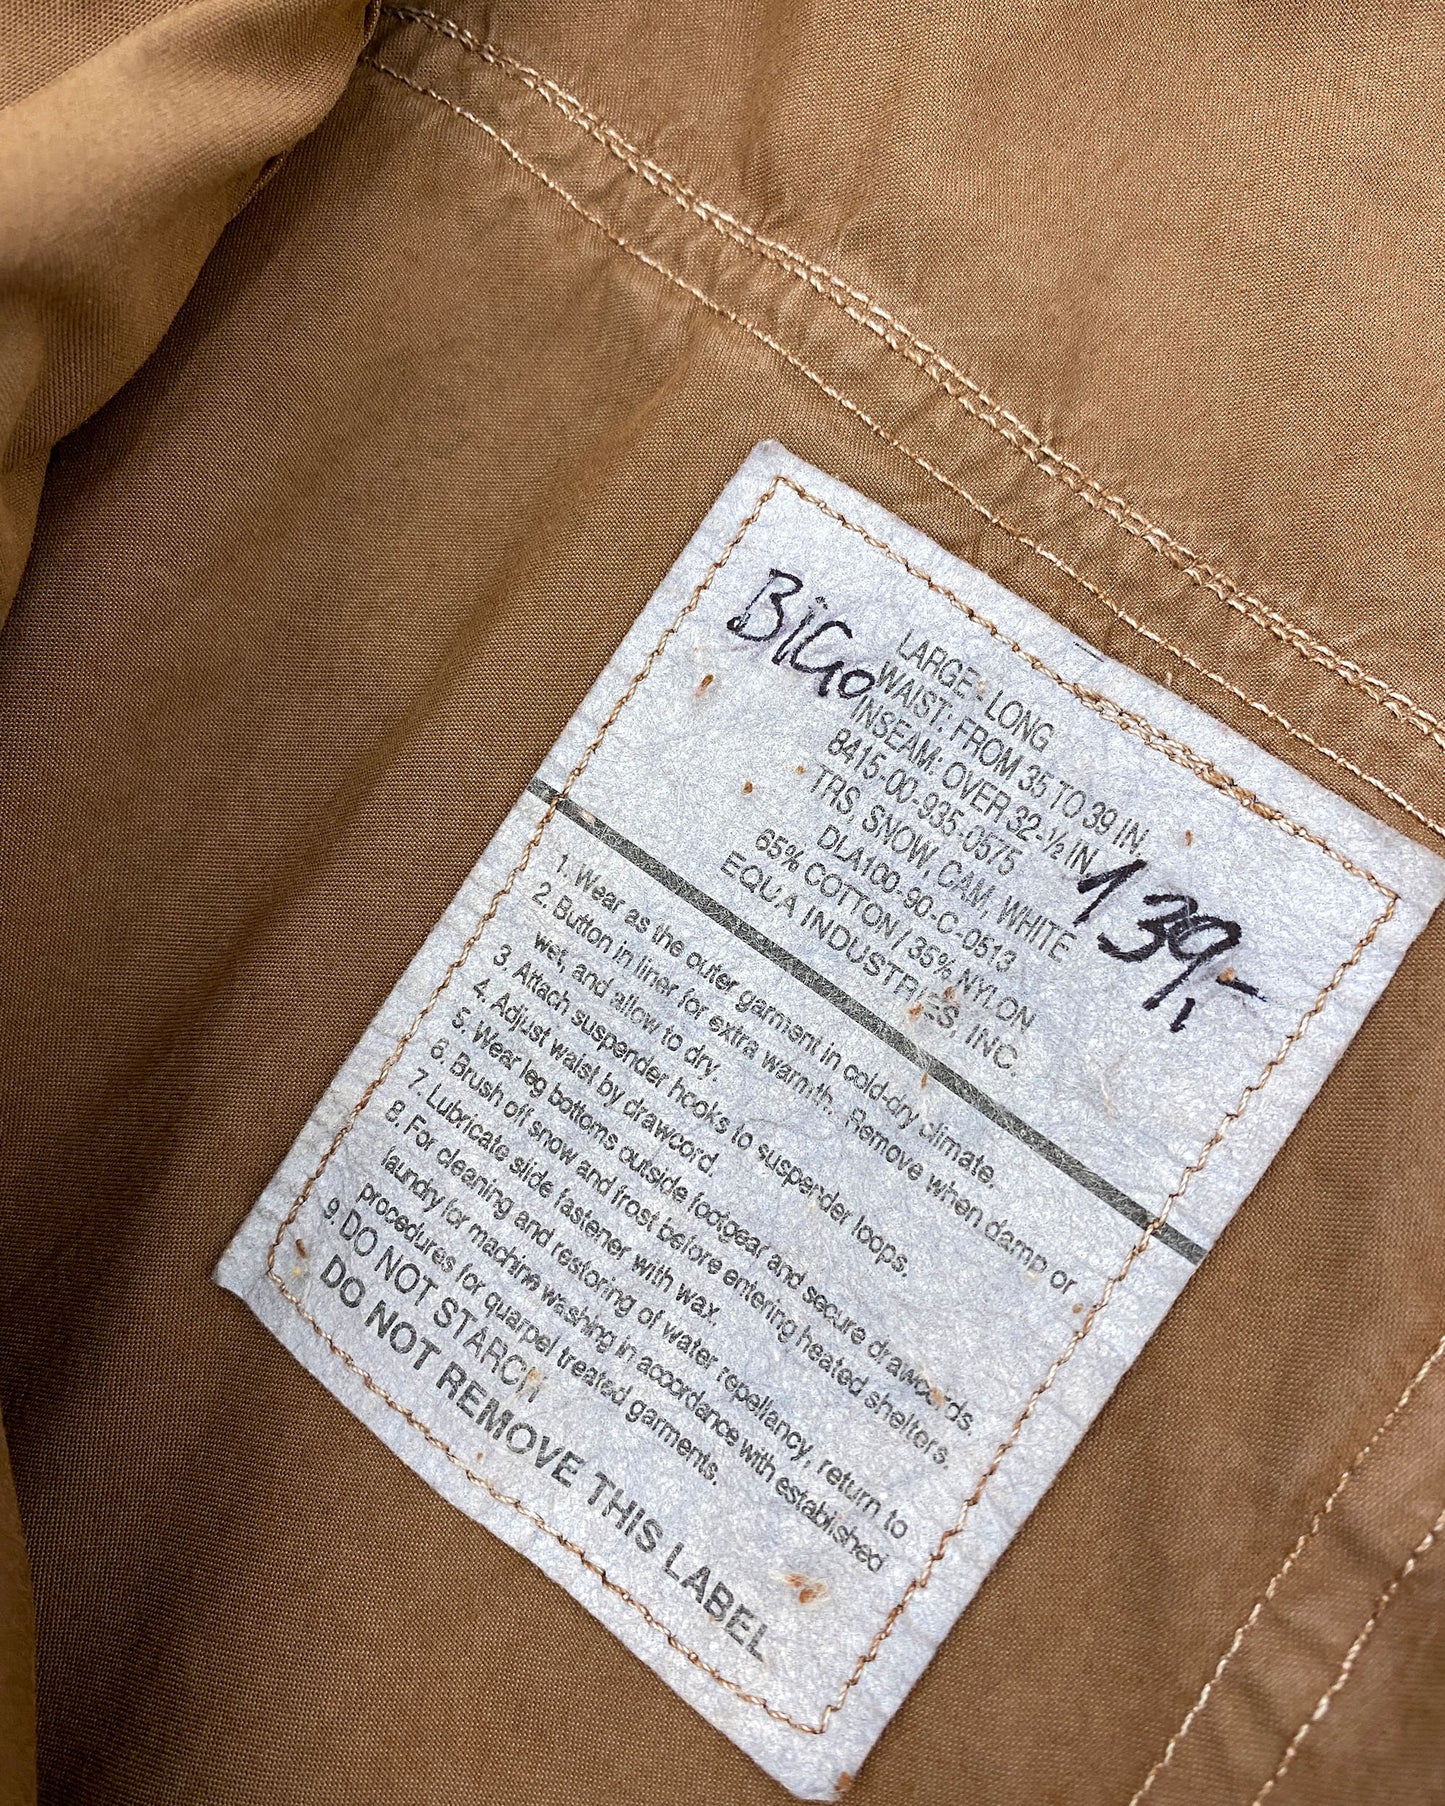 BiGo
LARGE - LONG
WAIST: FROM 35 TO 39 IN.
INSEAM: OVER 32-½ IN.
8415-00-935-0575
TRS, SNOW, CAM, WHITE
DLA100-90-C-0513
65% COTTON / 35% NYLON
EQUA INDUSTRIES, INC.
139,-
1. Wear as the outer garment in cold-dry climate.
2. Button in liner for extra warmth. Remove when damp or
wet, and allow to dry.
3. Attach suspender hooks to suspender loops.
4. Adjust waist by drawcord.
5. Wear leg bottoms outside footgear and secure drawcords.
6. Brush off snow and frost before entering heated shelters.
7. Lubricate slide fastener with wax.
8. For cleaning and restoring of water repellancy, return to
laundry for machine washing in accordance with established
procedures for quarpel treated garments.
9. DO NOT STARCH
DO NOT REMOVE THIS LABEL